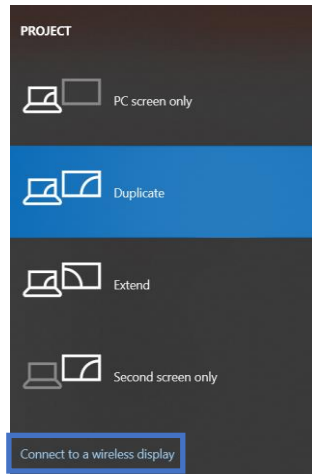 PROJECT
PC screen only
Duplicate
Extend
Second screen only
Connect to a wireless display